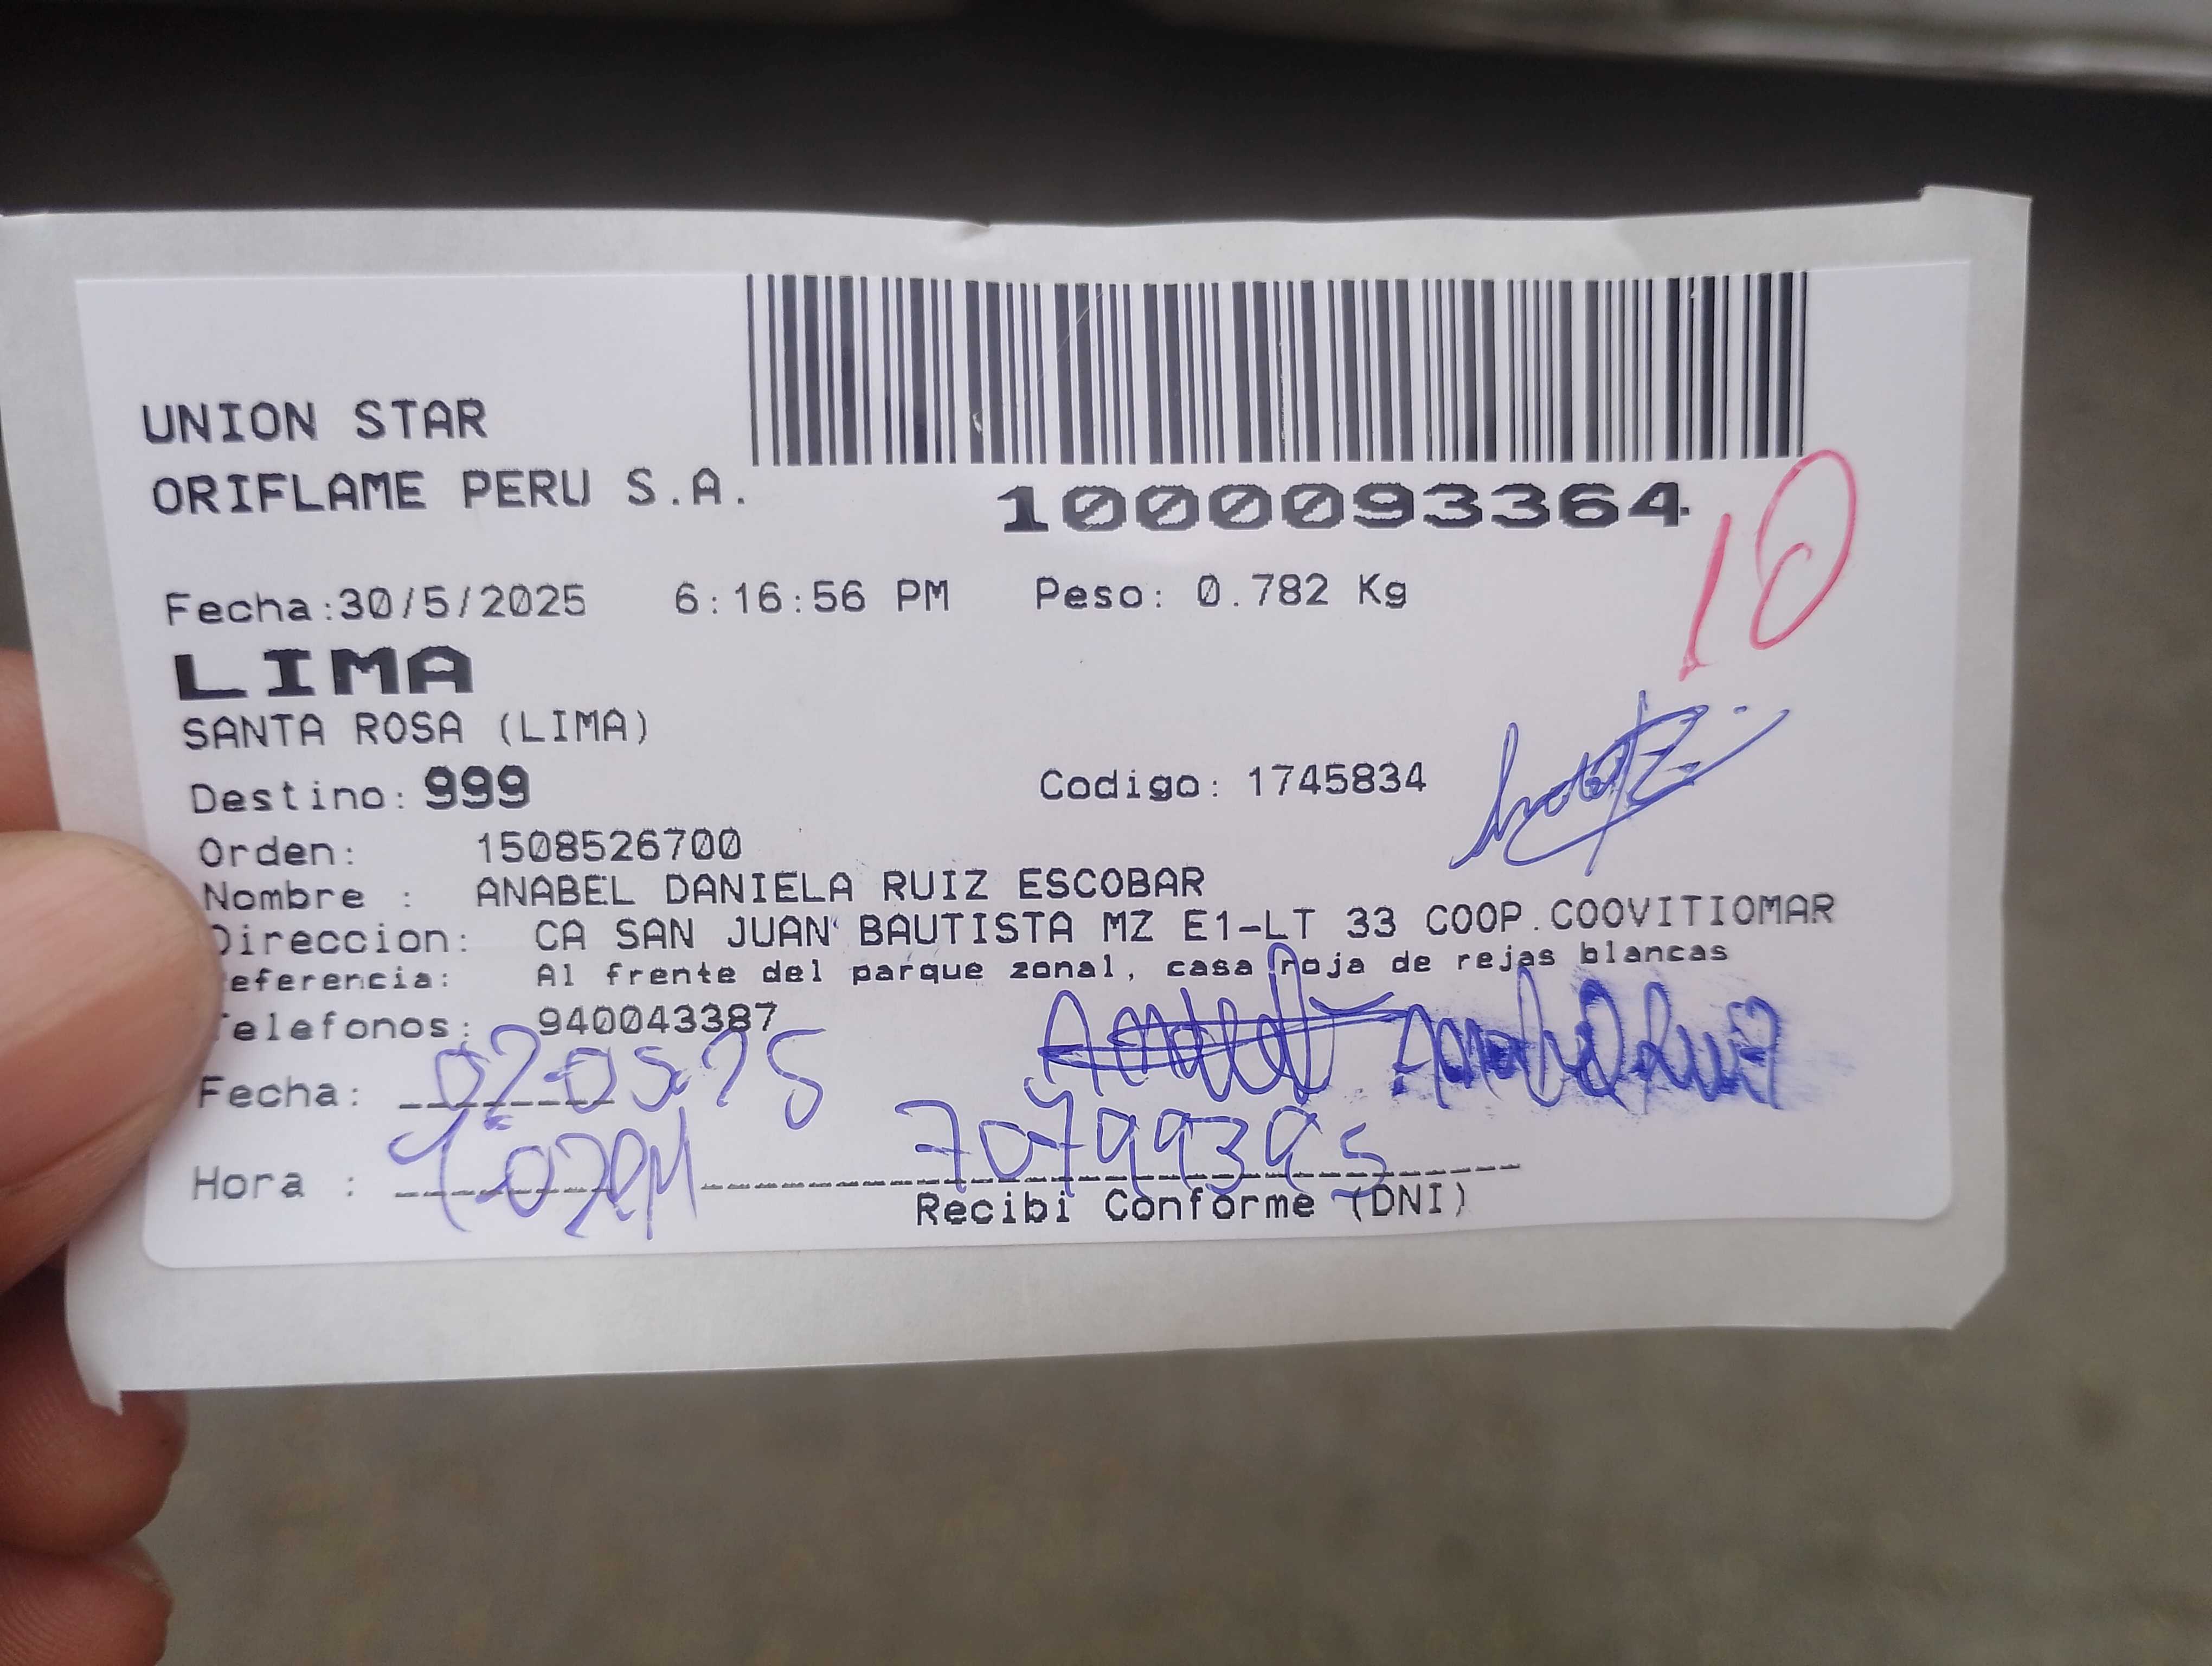 UNION STAR
ORIFLAME PERU S.A.
1000093364
10
Fecha:30/5/2025 6:16:56 PM Peso: 0.782 Kg
LIMA
SANTA ROSA (LIMA)
Destino: 999 Codigo: 1745834
Orden: 1508526700
Nombre : ANABEL DANIELA RUIZ ESCOBAR
Direccion: CA SAN JUAN BAUTISTA MZ E1-LT 33 COOP.COOVITIOMAR
eferencia: Al frente del parque zonal, casa roja de rejas blancas
Telefonos: 940043387
Ruiz
Fecha:
Hora :
70799395
Recibi Conforme (DNI)